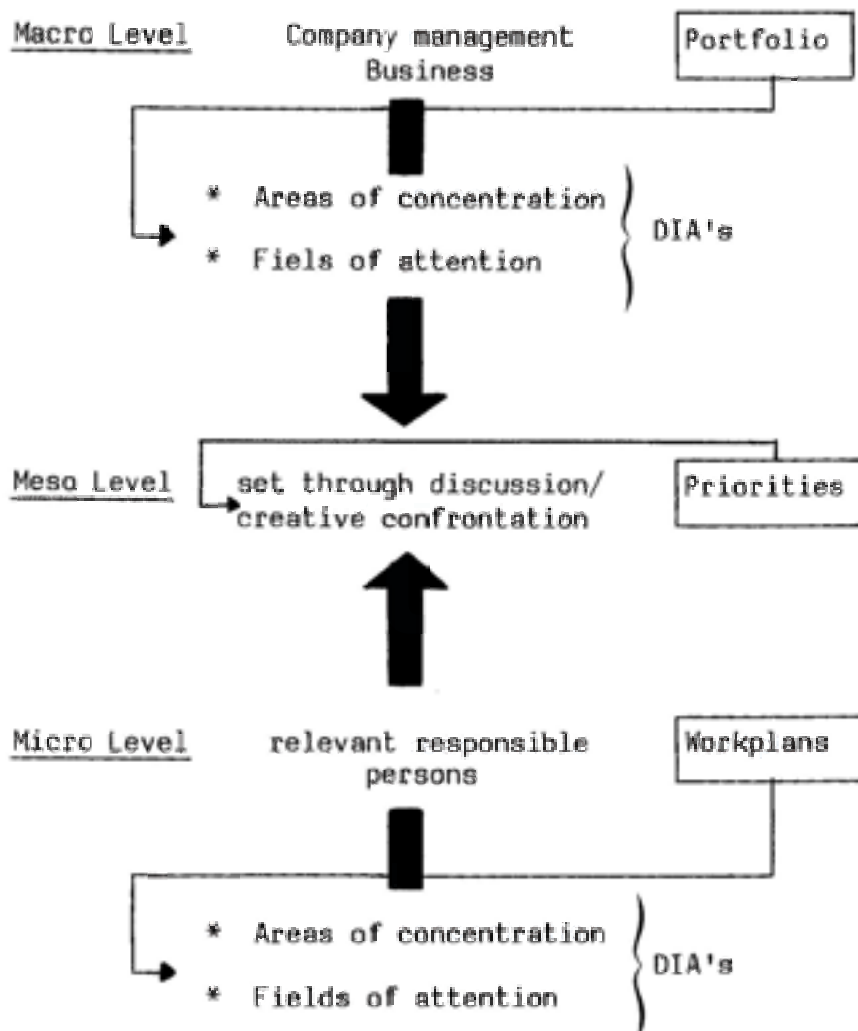 Macro Level
Company management
Business
Portfolio
* Areas of concentration
* Fiels of attention
DIA's
Meso Level
set through discussion/
creative confrontation
Priorities
Micro Level
relevant responsible
persons
Workplans
* Areas of concentration
* Fields of attention
DIA's